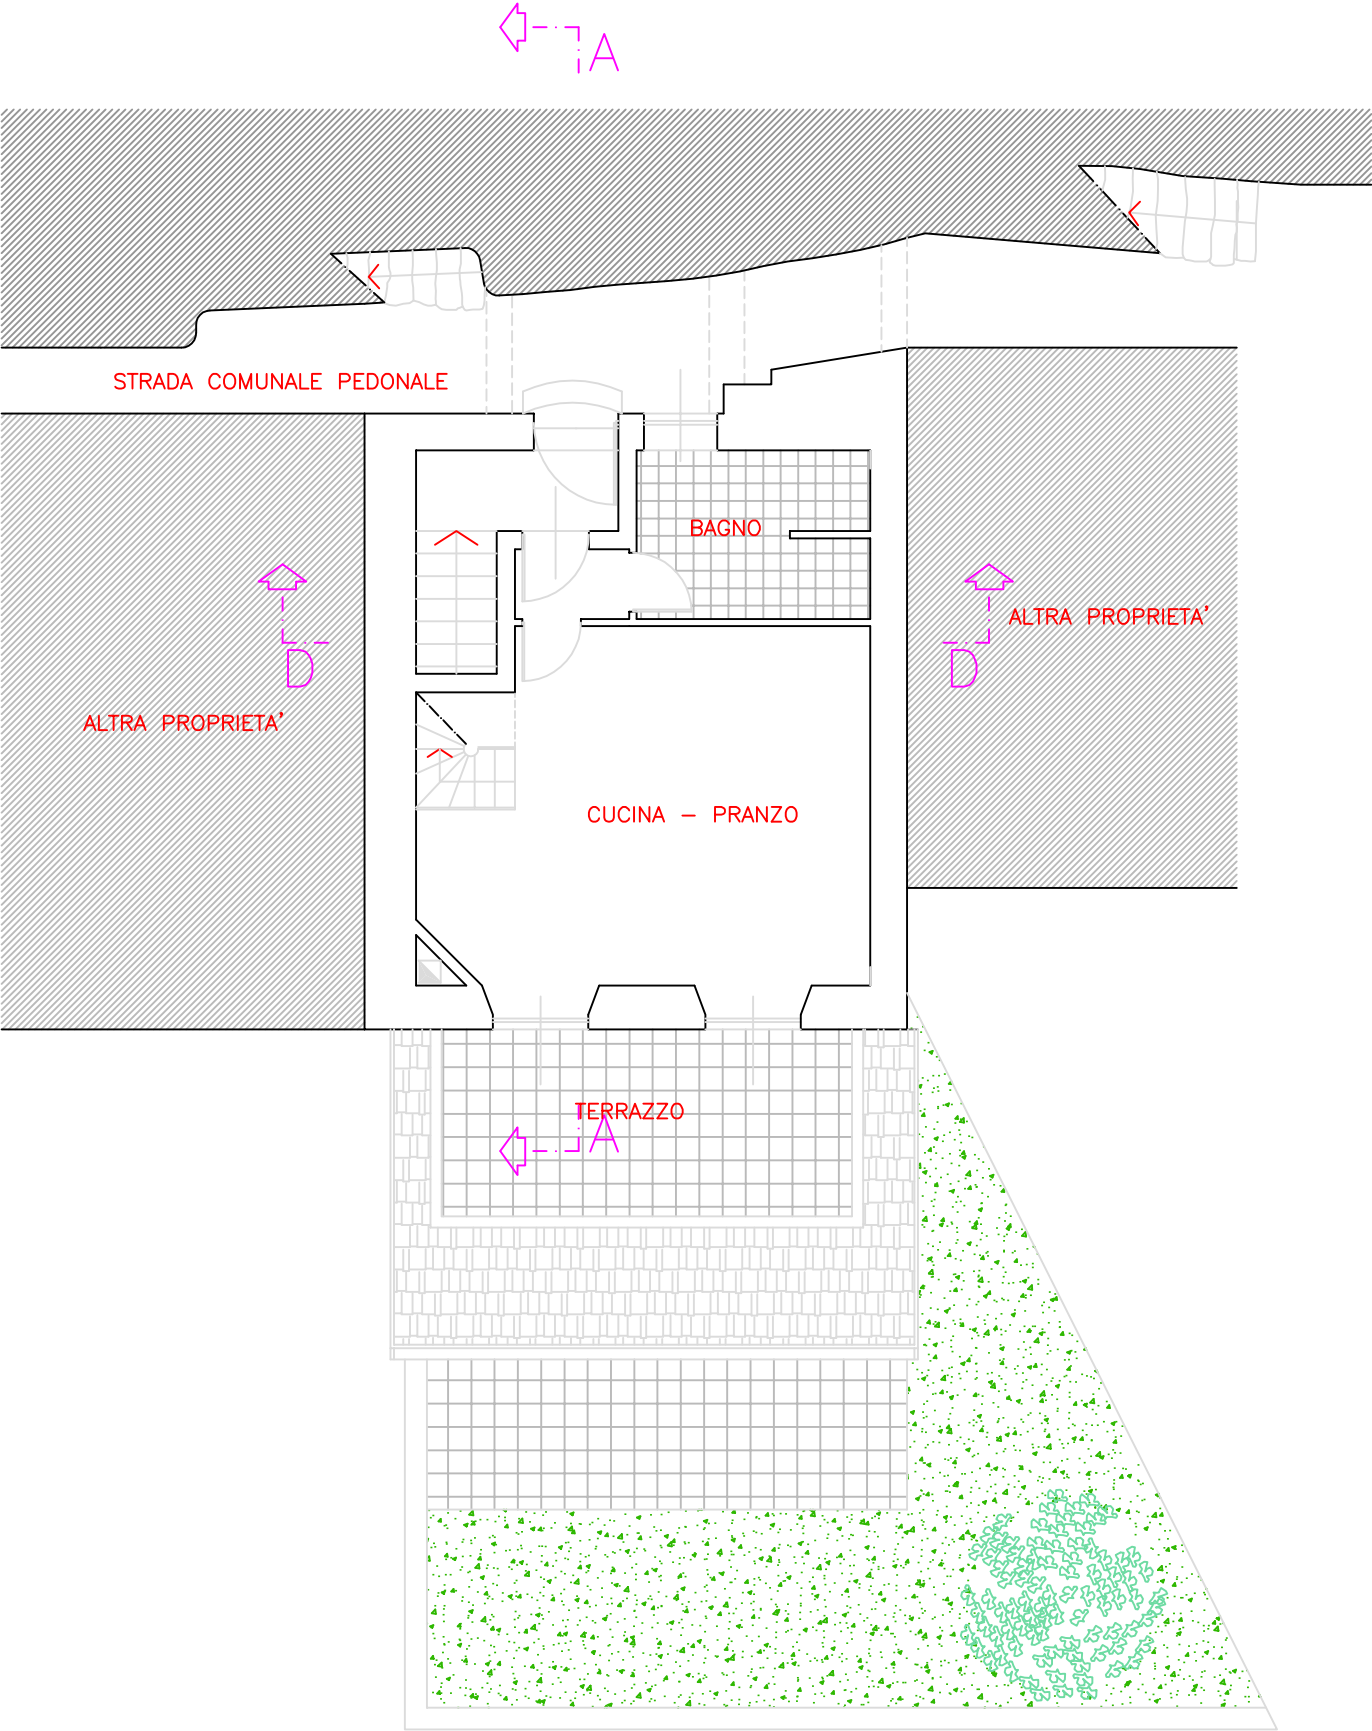 A
STRADA COMUNALE PEDONALE
BAGNO
ALTRA PROPRIETA'
D
D
ALTRA PROPRIETA'
CUCINA – PRANZO
TERRAZZO
A